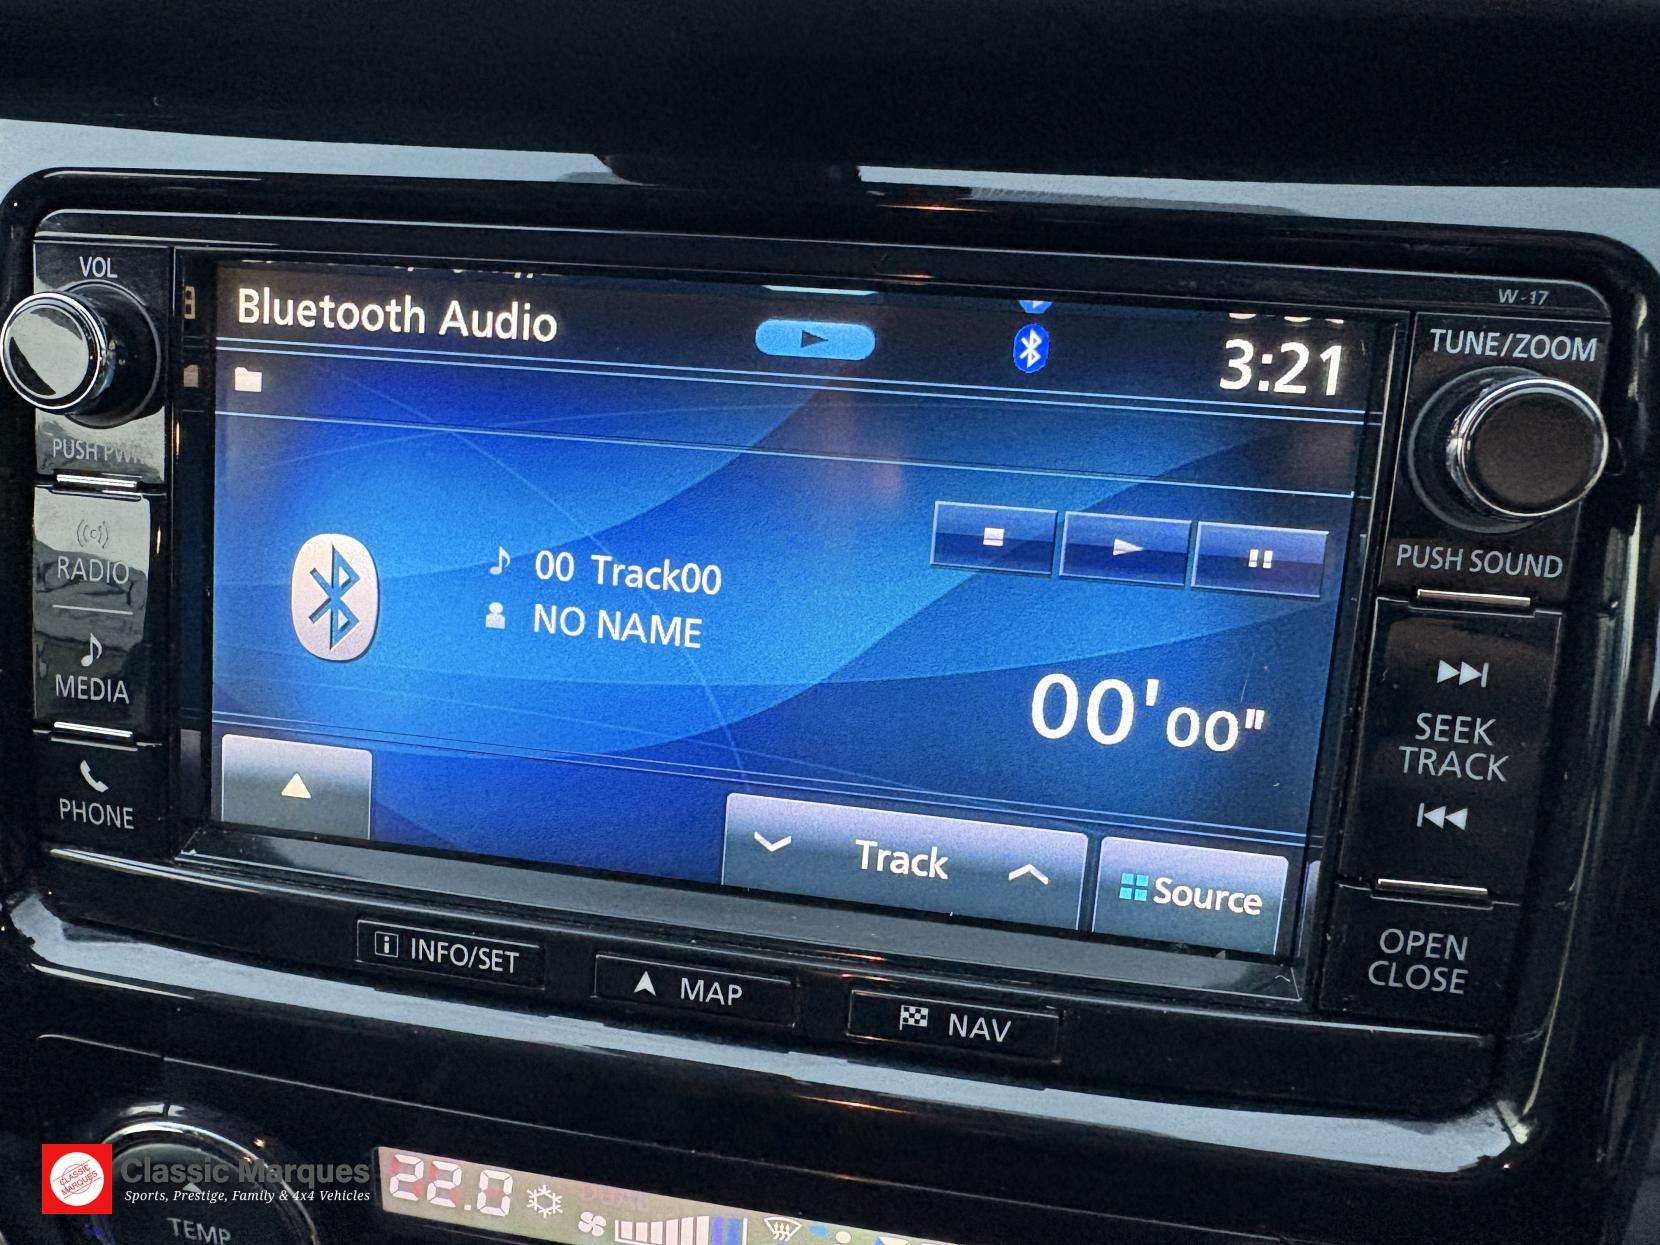 VOL
PUSH PWR
RADIO
MEDIA
PHONE
Bluetooth Audio
3:21
00 Track00
NO NAME
00'00"
Track
Source
W-17
TUNE/ZOOM
PUSH SOUND
SEEK
TRACK
OPEN
CLOSE
i INFO/SET
MAP
NAV
22.0
TEMP
CLASSIC
MARQUES
Classic Marques
Sports, Prestige, Family & 4x4 Vehicles